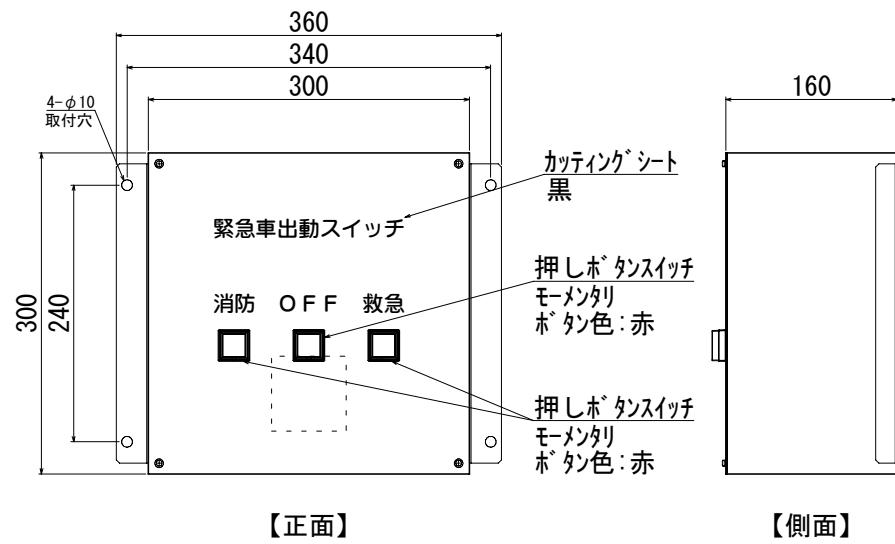 360
340
300
160
4-φ10
取付穴
カッティングシート
黒
緊急車出動スイッチ
押しボタンスイッチ
モーメンタリ
ボタン色:赤
消防 OFF 救急
300
240
押しボタンスイッチ
モーメンタリ
ボタン色:赤
【正面】
【側面】